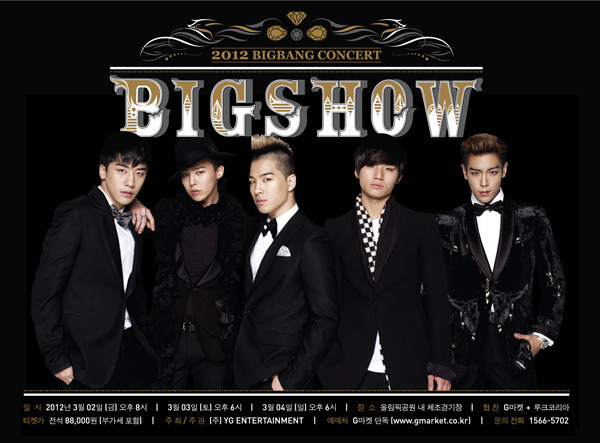 2012 BIGBANG CONCERT
BIGSHOW
일 시 2012년 3월 02일 (금) 오후 8시 | 3월 03일 (토) 오후 6시 | 3월 04일 (일) 오후 6시 | 장 소 올림픽공원 내 체조경기장 | 협 찬 G마켓 + 루크코리아
티켓가 전석 88,000원 (부가세 포함) | 주최 / 주관 (주) YG ENTERTAINMENT | 예매처 G마켓 단독 (www.gmarket.co.kr) | 문의 전화 1566-5702